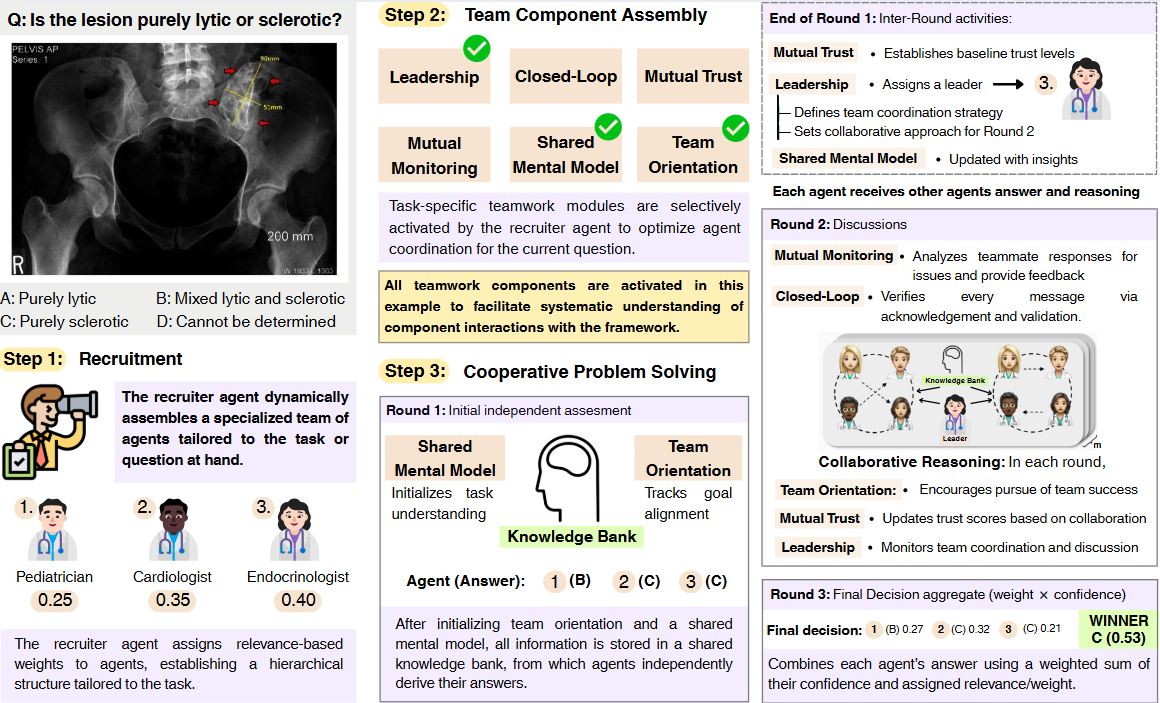 Q: Is the lesion purely lytic or sclerotic?
PELVIS AP
Series: 1
90mm
51mm
200 mm
R
W 1933 L 1303
A: Purely lytic
B: Mixed lytic and sclerotic
C: Purely sclerotic
D: Cannot be determined
Step 1: Recruitment
The recruiter agent dynamically
assembles a specialized team of
agents tailored to the task or
question at hand.
1.
2.
3.
Pediatrician
Cardiologist
Endocrinologist
0.25
0.35
0.40
The recruiter agent assigns relevance-based
weights to agents, establishing a hierarchical
structure tailored to the task.
Step 2: Team Component Assembly
Leadership
Closed-Loop
Mutual Trust
Mutual
Monitoring
Shared
Mental Model
Team
Orientation
Task-specific teamwork modules are selectively
activated by the recruiter agent to optimize agent
coordination for the current question.
All teamwork components are activated in this
example to facilitate systematic understanding of
component interactions with the framework.
Step 3: Cooperative Problem Solving
Round 1: Initial independent assesment
Shared
Mental Model
Initializes task
understanding
Team
Orientation
Tracks goal
alignment
Knowledge Bank
Agent (Answer): 1 (B) 2 (C) 3 (C)
After initializing team orientation and a shared
mental model, all information is stored in a shared
knowledge bank, from which agents independently
derive their answers.
End of Round 1: Inter-Round activities:
Mutual Trust • Establishes baseline trust levels
Leadership • Assigns a leader 3.
Defines team coordination strategy
Sets collaborative approach for Round 2
Shared Mental Model • Updated with insights
Each agent receives other agents answer and reasoning
Round 2: Discussions
Mutual Monitoring • Analyzes teammate responses for
issues and provide feedback
Closed-Loop • Verifies every message via
acknowledgement and validation.
Knowledge Bank
Leader
m
Collaborative Reasoning: In each round,
Team Orientation: • Encourages pursue of team success
Mutual Trust • Updates trust scores based on collaboration
Leadership • Monitors team coordination and discussion
Round 3: Final Decision aggregate (weight × confidence)
Final decision: 1 (B) 0.27 2 (C) 0.32 3 (C) 0.21
WINNER
C (0.53)
Combines each agent's answer using a weighted sum of
their confidence and assigned relevance/weight.